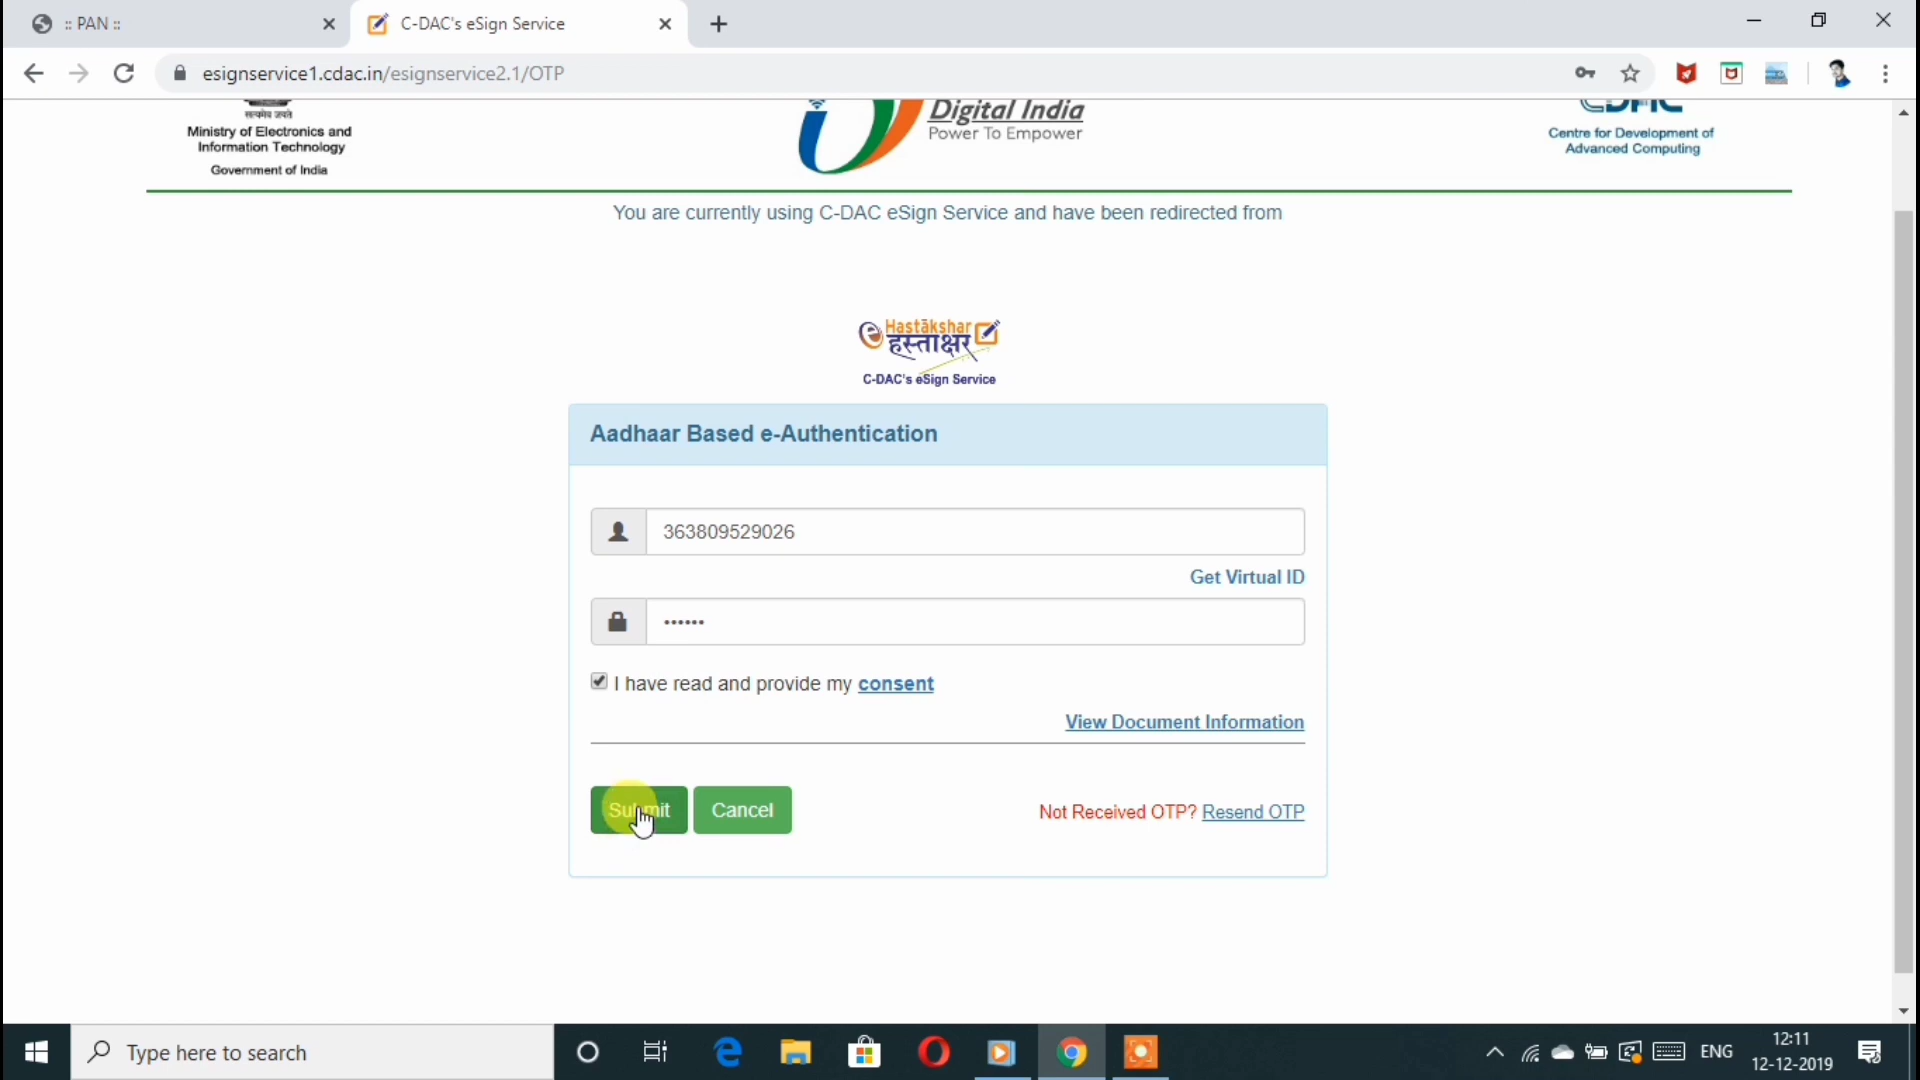 :: PAN ::
C-DAC's eSign Service
esignservice1.cdac.in/esignservice2.1/OTP
सत्यमेव जयते
Ministry of Electronics and
Information Technology
Government of India
Digital India
Power To Empower
CDAC
Centre for Development of
Advanced Computing
You are currently using C-DAC eSign Service and have been redirected from
e Hastākshar
हस्ताक्षर
C-DAC's eSign Service
Aadhaar Based e-Authentication
363809529026
Get Virtual ID
••••••
I have read and provide my consent
View Document Information
Submit Cancel
Not Received OTP? Resend OTP
Type here to search
ENG
12:11
12-12-2019